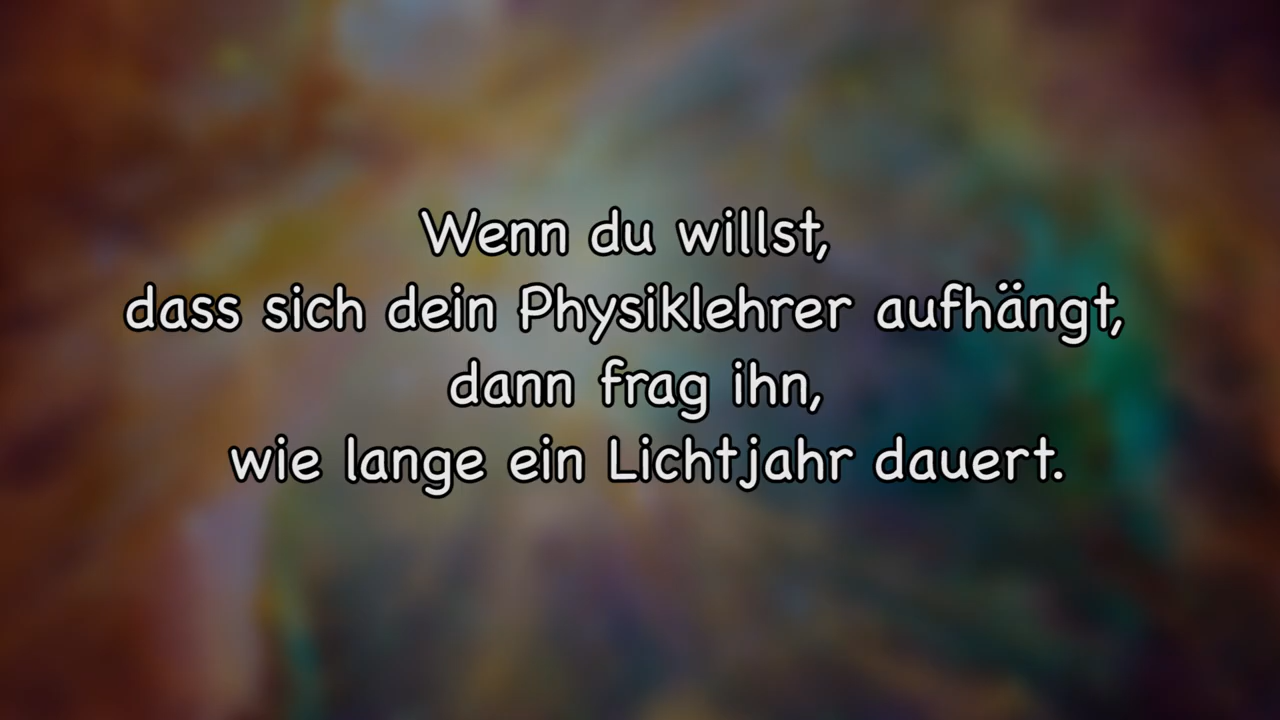 Wenn du willst,
dass sich dein Physiklehrer aufhängt,
dann frag ihn,
wie lange ein Lichtjahr dauert.